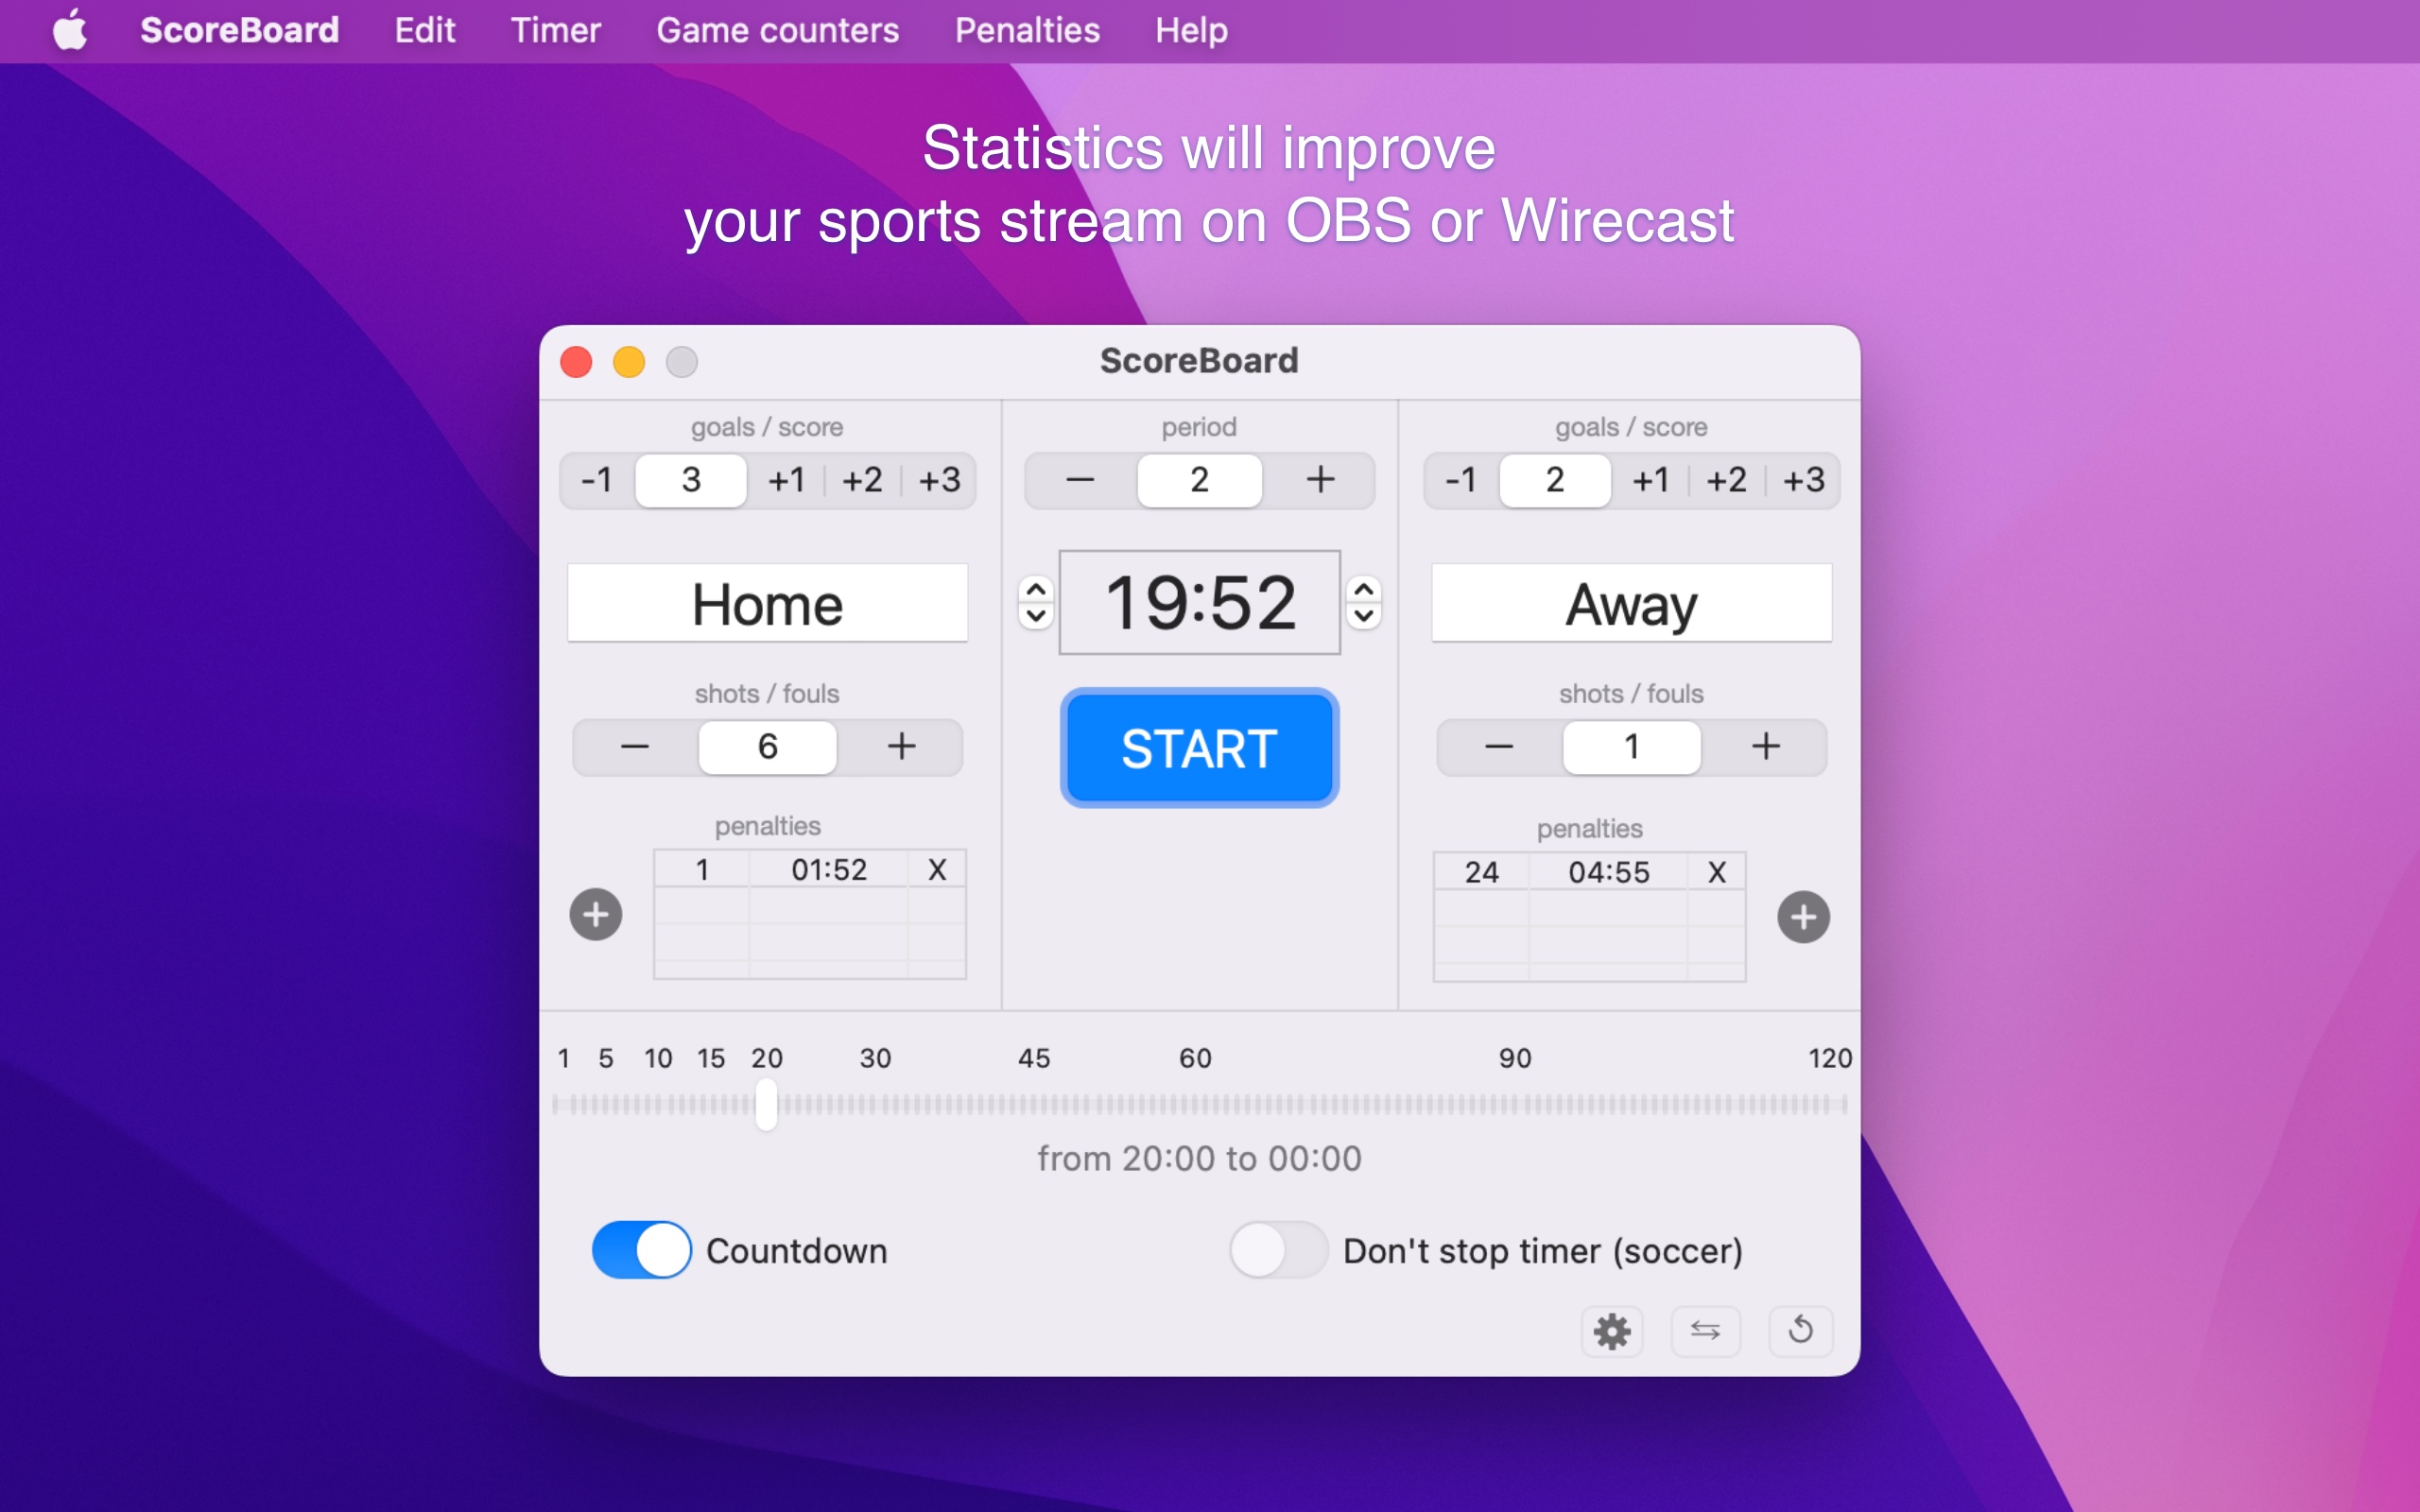 ScoreBoard Edit Timer Game counters Penalties Help
Statistics will improve
your sports stream on OBS or Wirecast
ScoreBoard
goals / score period goals / score
-1 3 +1 +2 +3 — 2 + -1 2 +1 +2 +3
Home 19:52 Away
shots / fouls shots / fouls
— 6 + START — 1 +
penalties penalties
1 01:52 X 24 04:55 X
+ +
1 5 10 15 20 30 45 60 90 120
from 20:00 to 00:00
Countdown Don't stop timer (soccer)